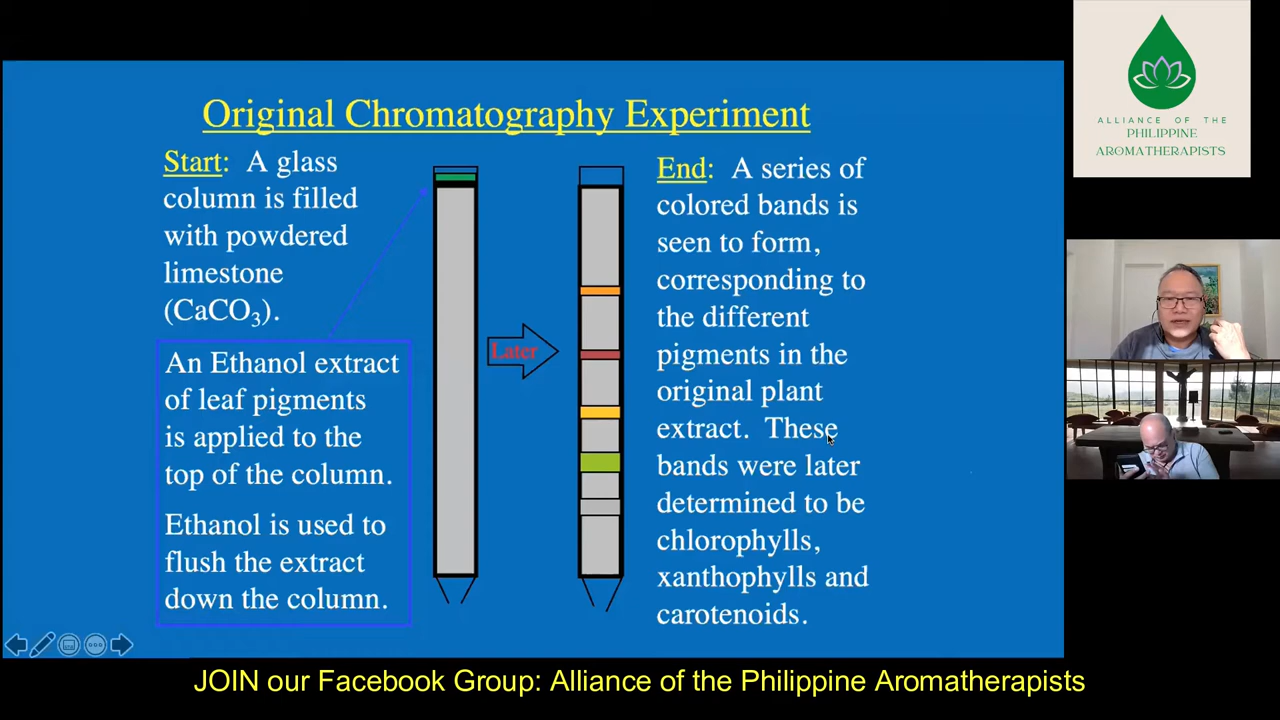 Original Chromatography Experiment
Start: A glass
column is filled
with powdered
limestone
(CaCO₃).
An Ethanol extract
of leaf pigments
is applied to the
top of the column.
Ethanol is used to
flush the extract
down the column.
Later
End: A series of
colored bands is
seen to form,
corresponding to
the different
pigments in the
original plant
extract. These
bands were later
determined to be
chlorophylls,
xanthophylls and
carotenoids.
ALLIANCE OF THE
PHILIPPINE
AROMATHERAPISTS
JOIN our Facebook Group: Alliance of the Philippine Aromatherapists